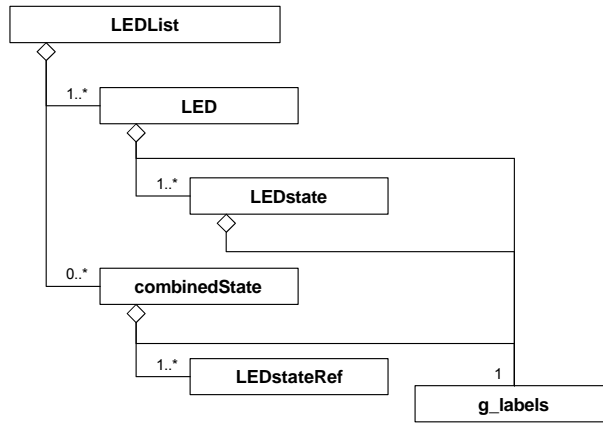 LEDList
1..*
LED
1..*
LEDstate
0..*
combinedState
1..*
LEDstateRef
1
g_labels